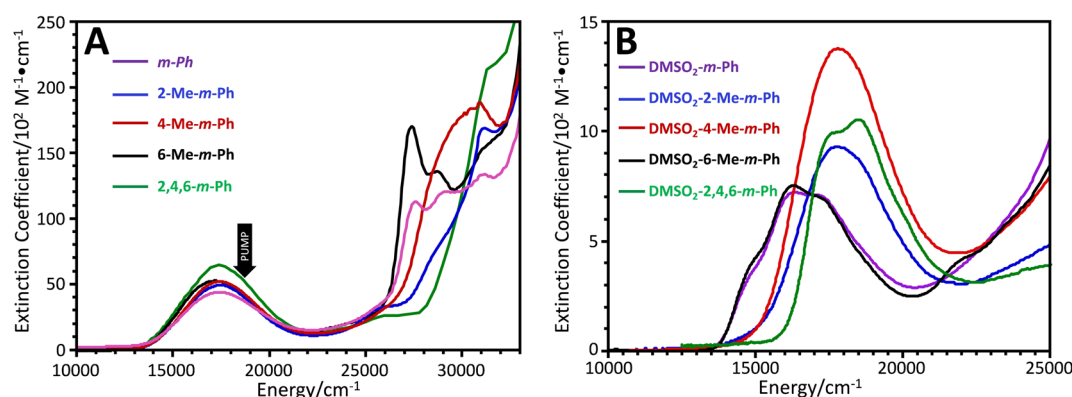 A
Extinction Coefficient/10² M⁻¹•cm⁻¹
250
200
150
100
50
0
m-Ph
2-Me-m-Ph
4-Me-m-Ph
6-Me-m-Ph
2,4,6-m-Ph
PUMP
10000 15000 20000 25000 30000
Energy/cm⁻¹
B
Extinction Coefficient/10² M⁻¹•cm⁻¹
15
10
5
0
DMSO₂-m-Ph
DMSO₂-2-Me-m-Ph
DMSO₂-4-Me-m-Ph
DMSO₂-6-Me-m-Ph
DMSO₂-2,4,6-m-Ph
10000 15000 20000 25000
Energy/cm⁻¹